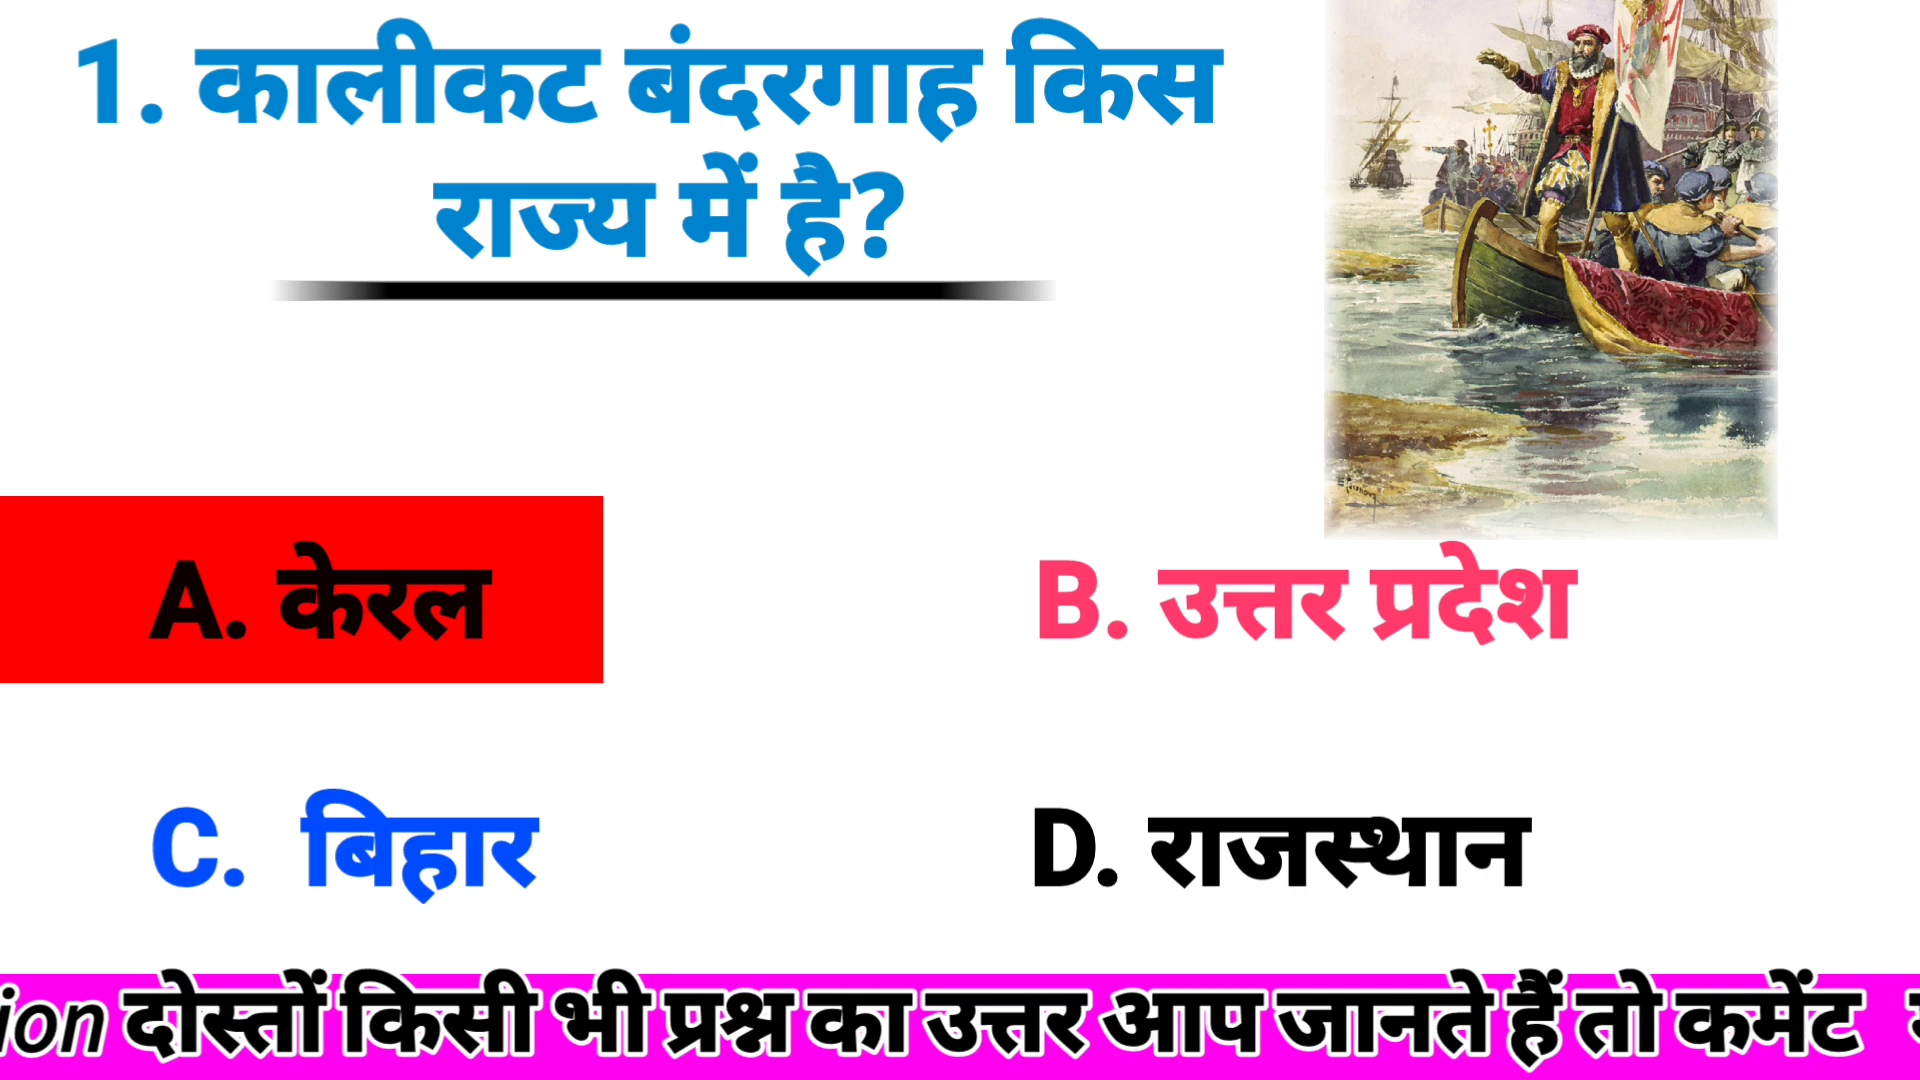 1. कालीकट बंदरगाह किस
राज्य में है?
A. केरल
B. उत्तर प्रदेश
C. बिहार
D. राजस्थान
ion दोस्तों किसी भी प्रश्न का उत्तर आप जानते हैं तो कमेंट